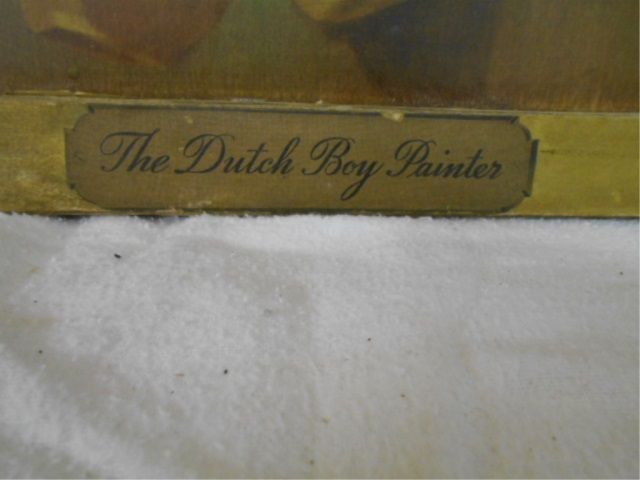 The Dutch Boy Painter